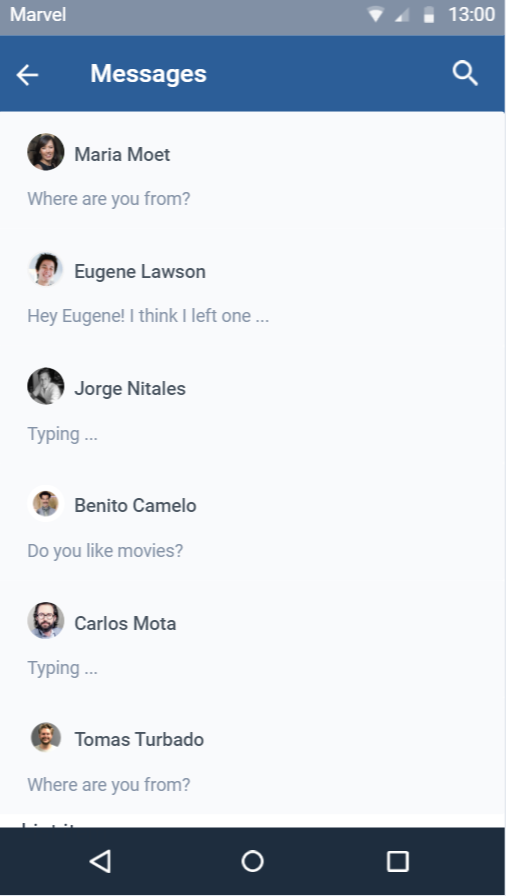 Marvel 13:00
Messages
Maria Moet
Where are you from?
Eugene Lawson
Hey Eugene! I think I left one ...
Jorge Nitales
Typing ...
Benito Camelo
Do you like movies?
Carlos Mota
Typing ...
Tomas Turbado
Where are you from?